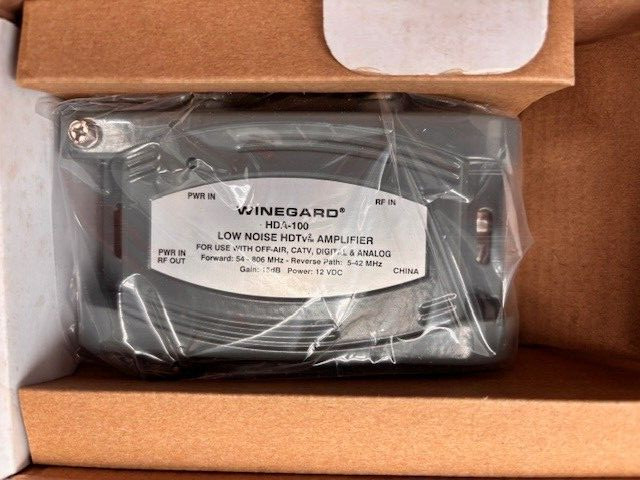 PWR IN
RF IN
WINEGARD®
HDA-100
LOW NOISE HDTV AMPLIFIER
FOR USE WITH OFF-AIR, CATV, DIGITAL & ANALOG
PWR IN
RF OUT
Forward: 54 - 806 MHz - Reverse Path: 5-42 MHz
Gain: 15dB Power: 12 VDC
CHINA